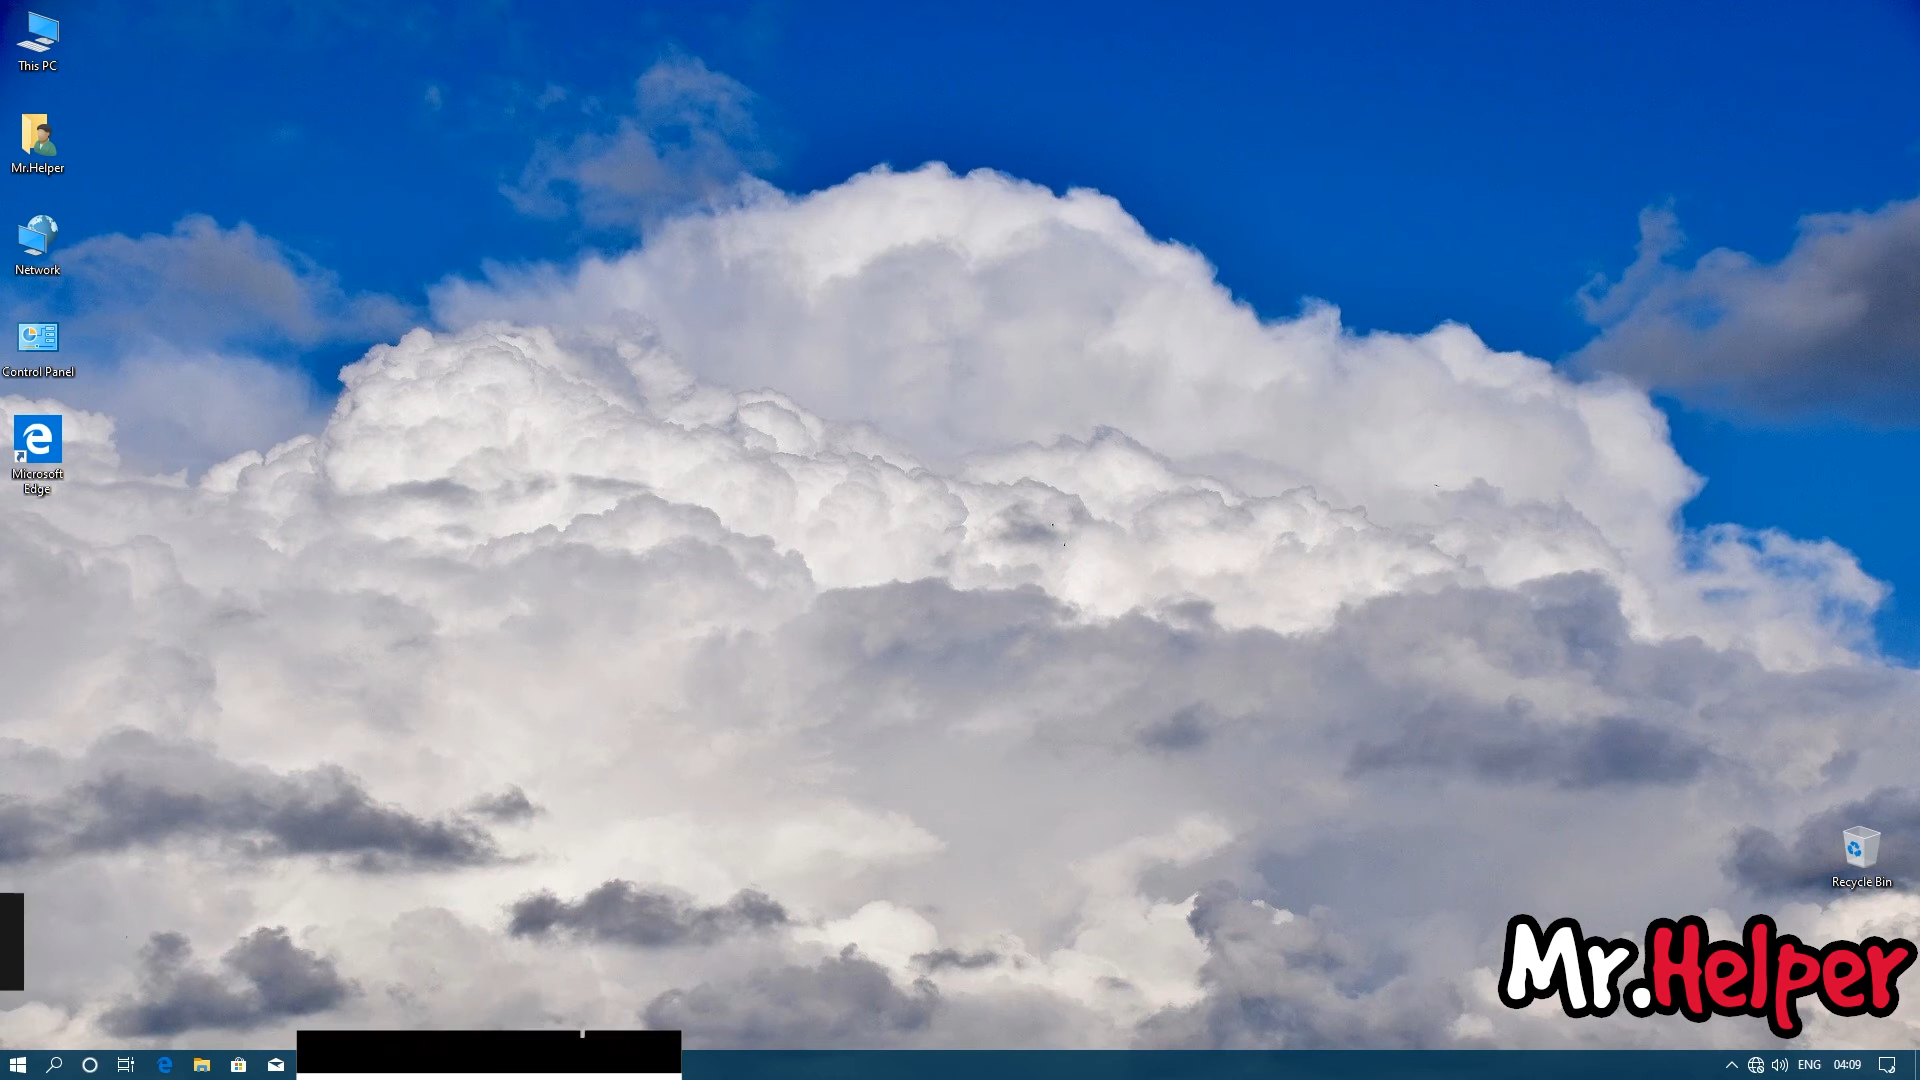 This PC
Mr.Helper
Network
Control Panel
Microsoft
Edge
Recycle Bin
Mr.Helper
ENG 04:09